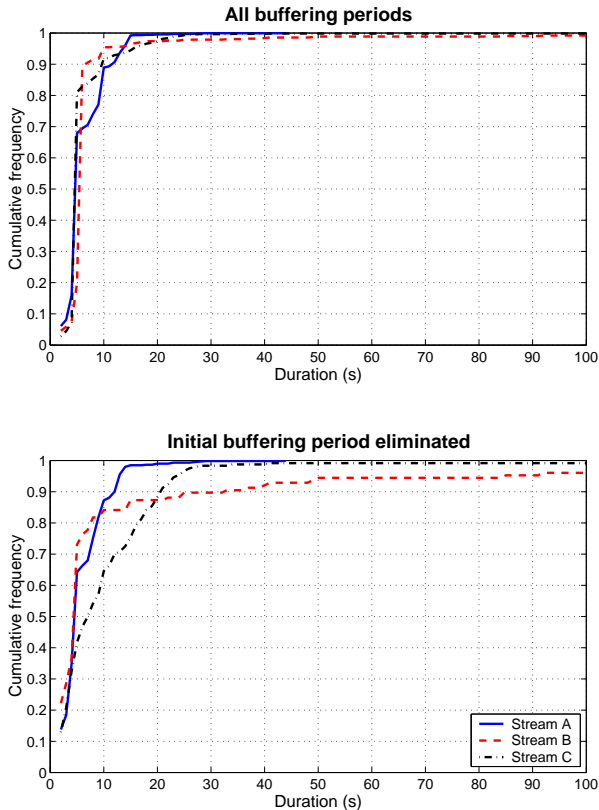 All buffering periods
1
0.9
0.8
0.7
0.6
0.5
0.4
0.3
0.2
0.1
0
Cumulative frequency
0 10 20 30 40 50 60 70 80 90 100
Duration (s)
Initial buffering period eliminated
1
0.9
0.8
0.7
0.6
0.5
0.4
0.3
0.2
0.1
0
Cumulative frequency
Stream A
Stream B
Stream C
0 10 20 30 40 50 60 70 80 90 100
Duration (s)